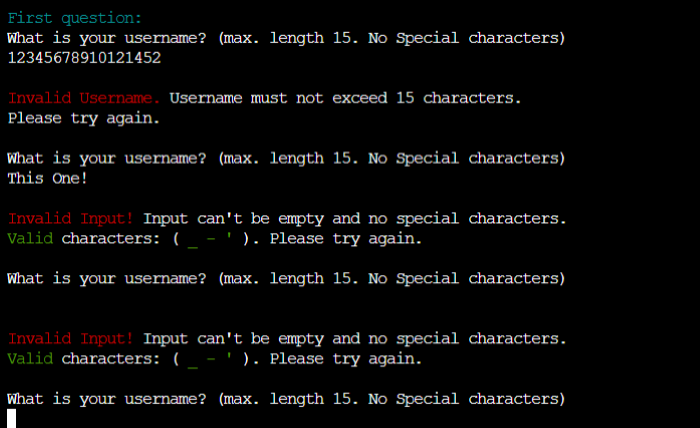 First question:
What is your username? (max. length 15. No Special characters)
12345678910121452
Invalid Username. Username must not exceed 15 characters.
Please try again.
What is your username? (max. length 15. No Special characters)
This One!
Invalid Input! Input can't be empty and no special characters.
Valid characters: ( _ - ' ). Please try again.
What is your username? (max. length 15. No Special characters)
Invalid Input! Input can't be empty and no special characters.
Valid characters: ( _ - ' ). Please try again.
What is your username? (max. length 15. No Special characters)